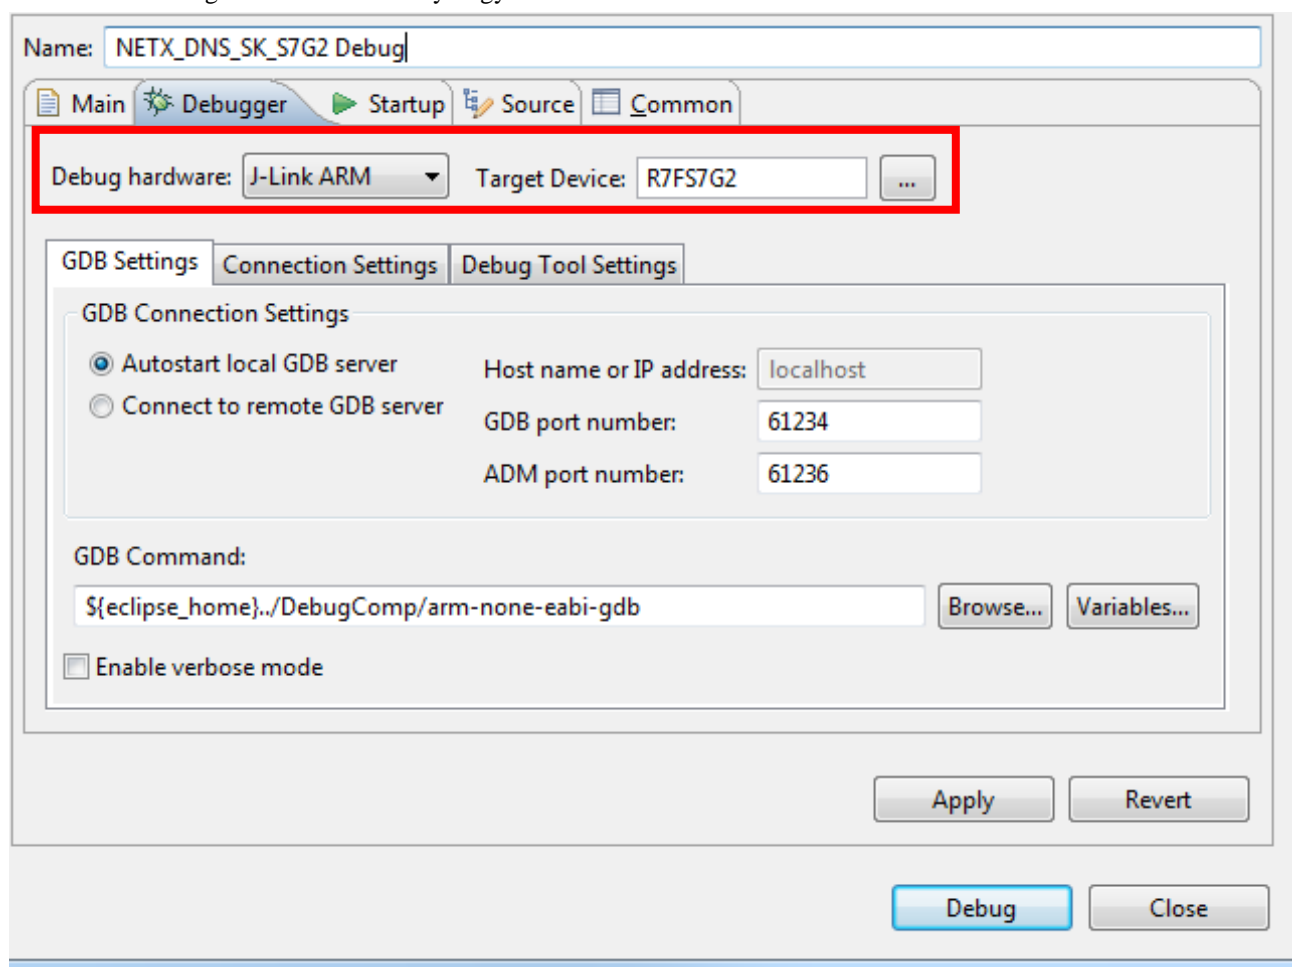 Name: NETX_DNS_SK_S7G2 Debug
Main Debugger Startup Source Common
Debug hardware: J-Link ARM Target Device: R7FS7G2 ...
GDB Settings Connection Settings Debug Tool Settings
GDB Connection Settings
Autostart local GDB server Host name or IP address: localhost
Connect to remote GDB server
GDB port number: 61234
ADM port number: 61236
GDB Command:
${eclipse_home}../DebugComp/arm-none-eabi-gdb Browse... Variables...
Enable verbose mode
Apply Revert
Debug Close